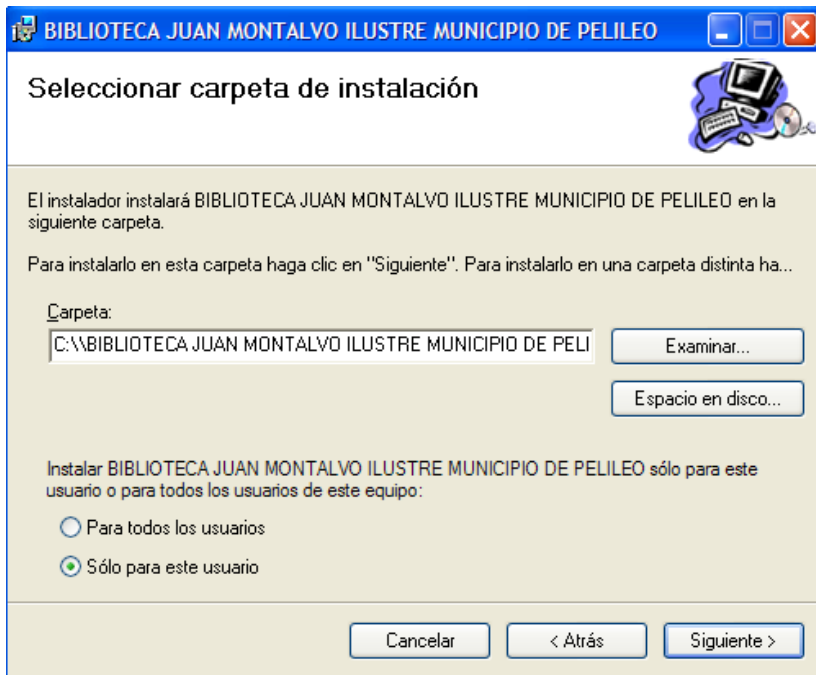 BIBLIOTECA JUAN MONTALVO ILUSTRE MUNICIPIO DE PELILEO
Seleccionar carpeta de instalación
El instalador instalará BIBLIOTECA JUAN MONTALVO ILUSTRE MUNICIPIO DE PELILEO en la
siguiente carpeta.
Para instalarlo en esta carpeta haga clic en "Siguiente". Para instalarlo en una carpeta distinta ha...
Carpeta:
C:\\BIBLIOTECA JUAN MONTALVO ILUSTRE MUNICIPIO DE PELI
Examinar...
Espacio en disco...
Instalar BIBLIOTECA JUAN MONTALVO ILUSTRE MUNICIPIO DE PELILEO sólo para este
usuario o para todos los usuarios de este equipo:
Para todos los usuarios
Sólo para este usuario
Cancelar
< Atrás
Siguiente >